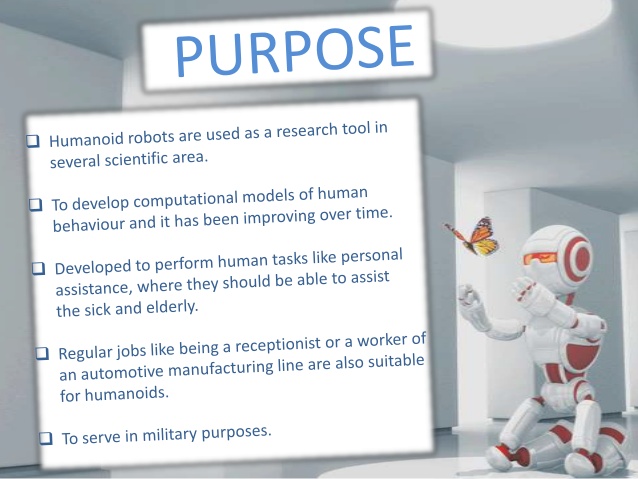 PURPOSE
❑ Humanoid robots are used as a research tool in
several scientific area.
❑ To develop computational models of human
behaviour and it has been improving over time.
❑ Developed to perform human tasks like personal
assistance, where they should be able to assist
the sick and elderly.
❑ Regular jobs like being a receptionist or a worker of
an automotive manufacturing line are also suitable
for humanoids.
❑ To serve in military purposes.